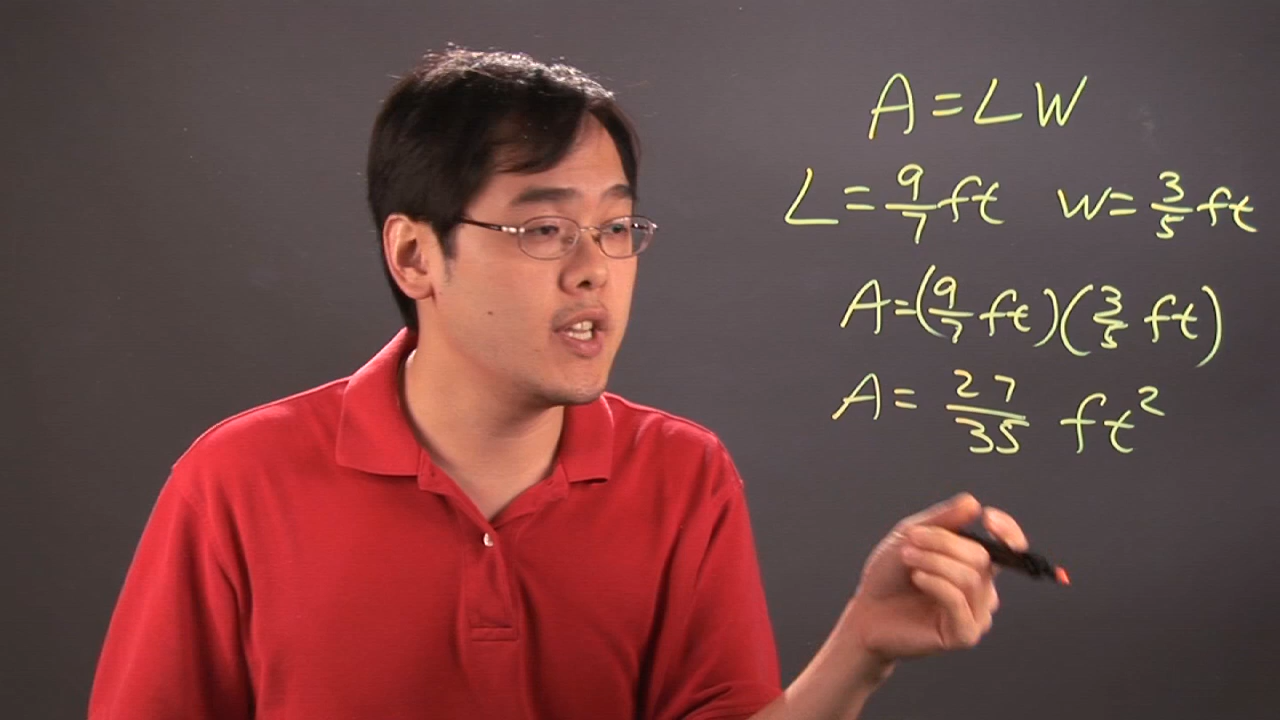 A = LW
L = 9/7 ft W = 3/5 ft
A = (9/7 ft)(3/5 ft)
A = 27/35 ft²